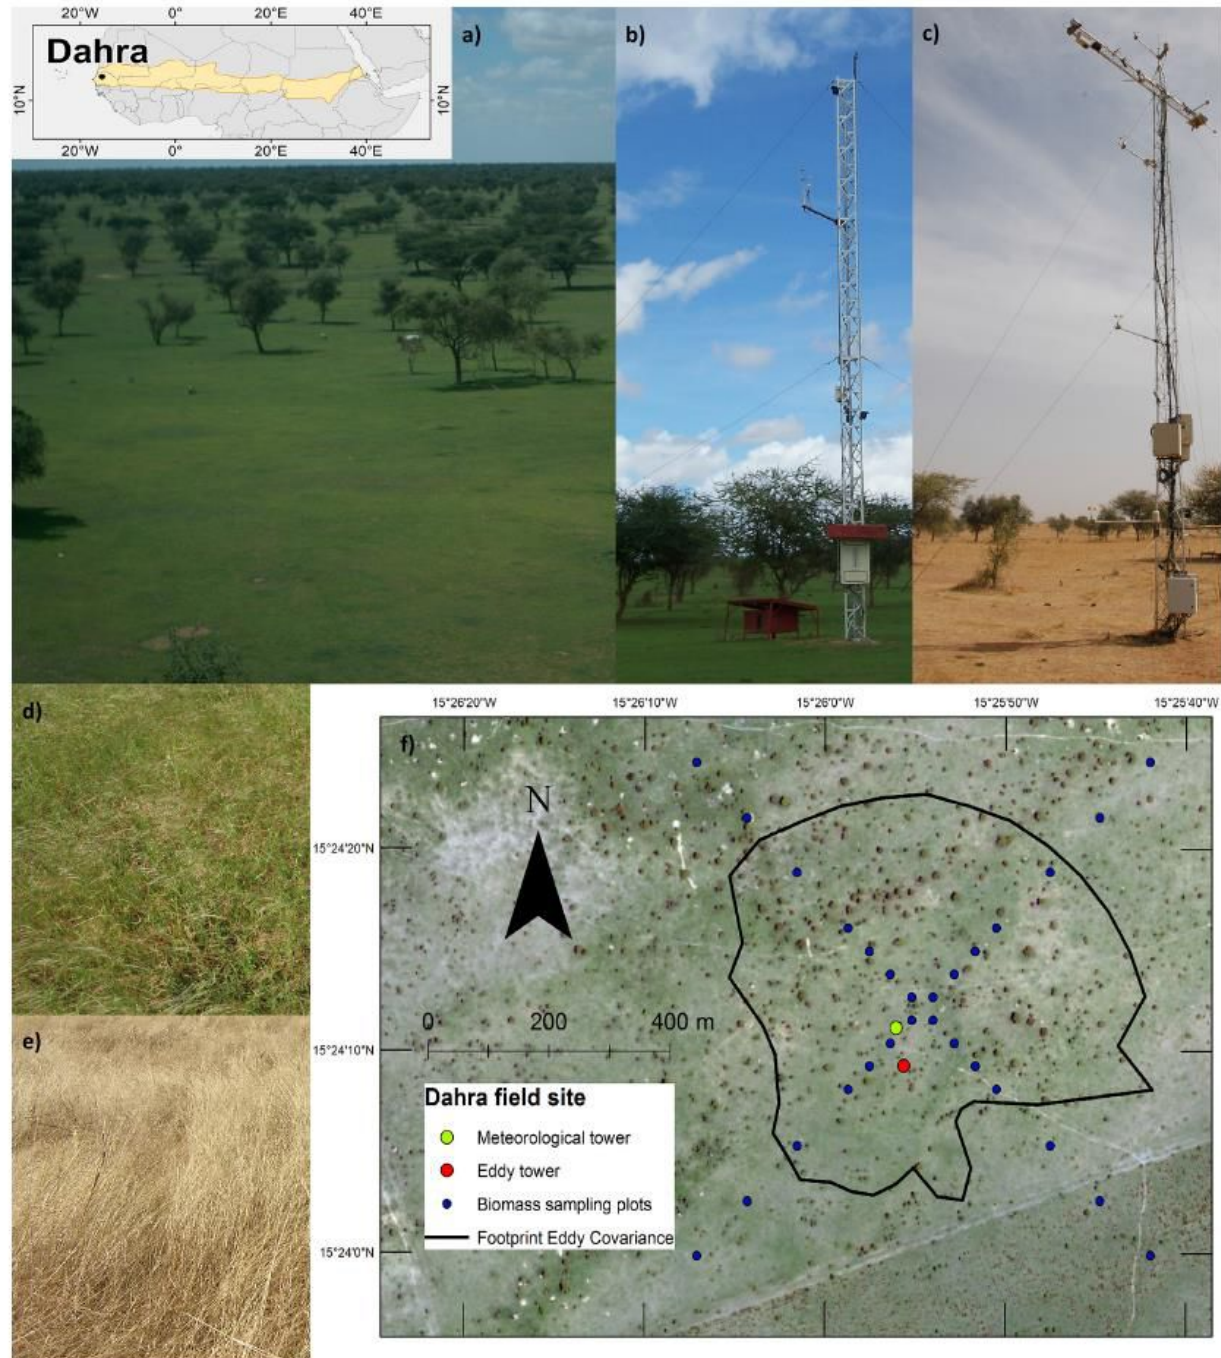 20°W 0° 20°E 40°E
Dahra
10°N 10°N
20°W 0° 20°E 40°E
a)
b)
c)
d)
e)
15°26'20"W 15°26'10"W 15°26'0"W 15°25'50"W 15°25'40"W
f)
N
15°24'20"N
15°24'10"N
15°24'0"N
0 200 400 m
Dahra field site
Meteorological tower
Eddy tower
Biomass sampling plots
Footprint Eddy Covariance